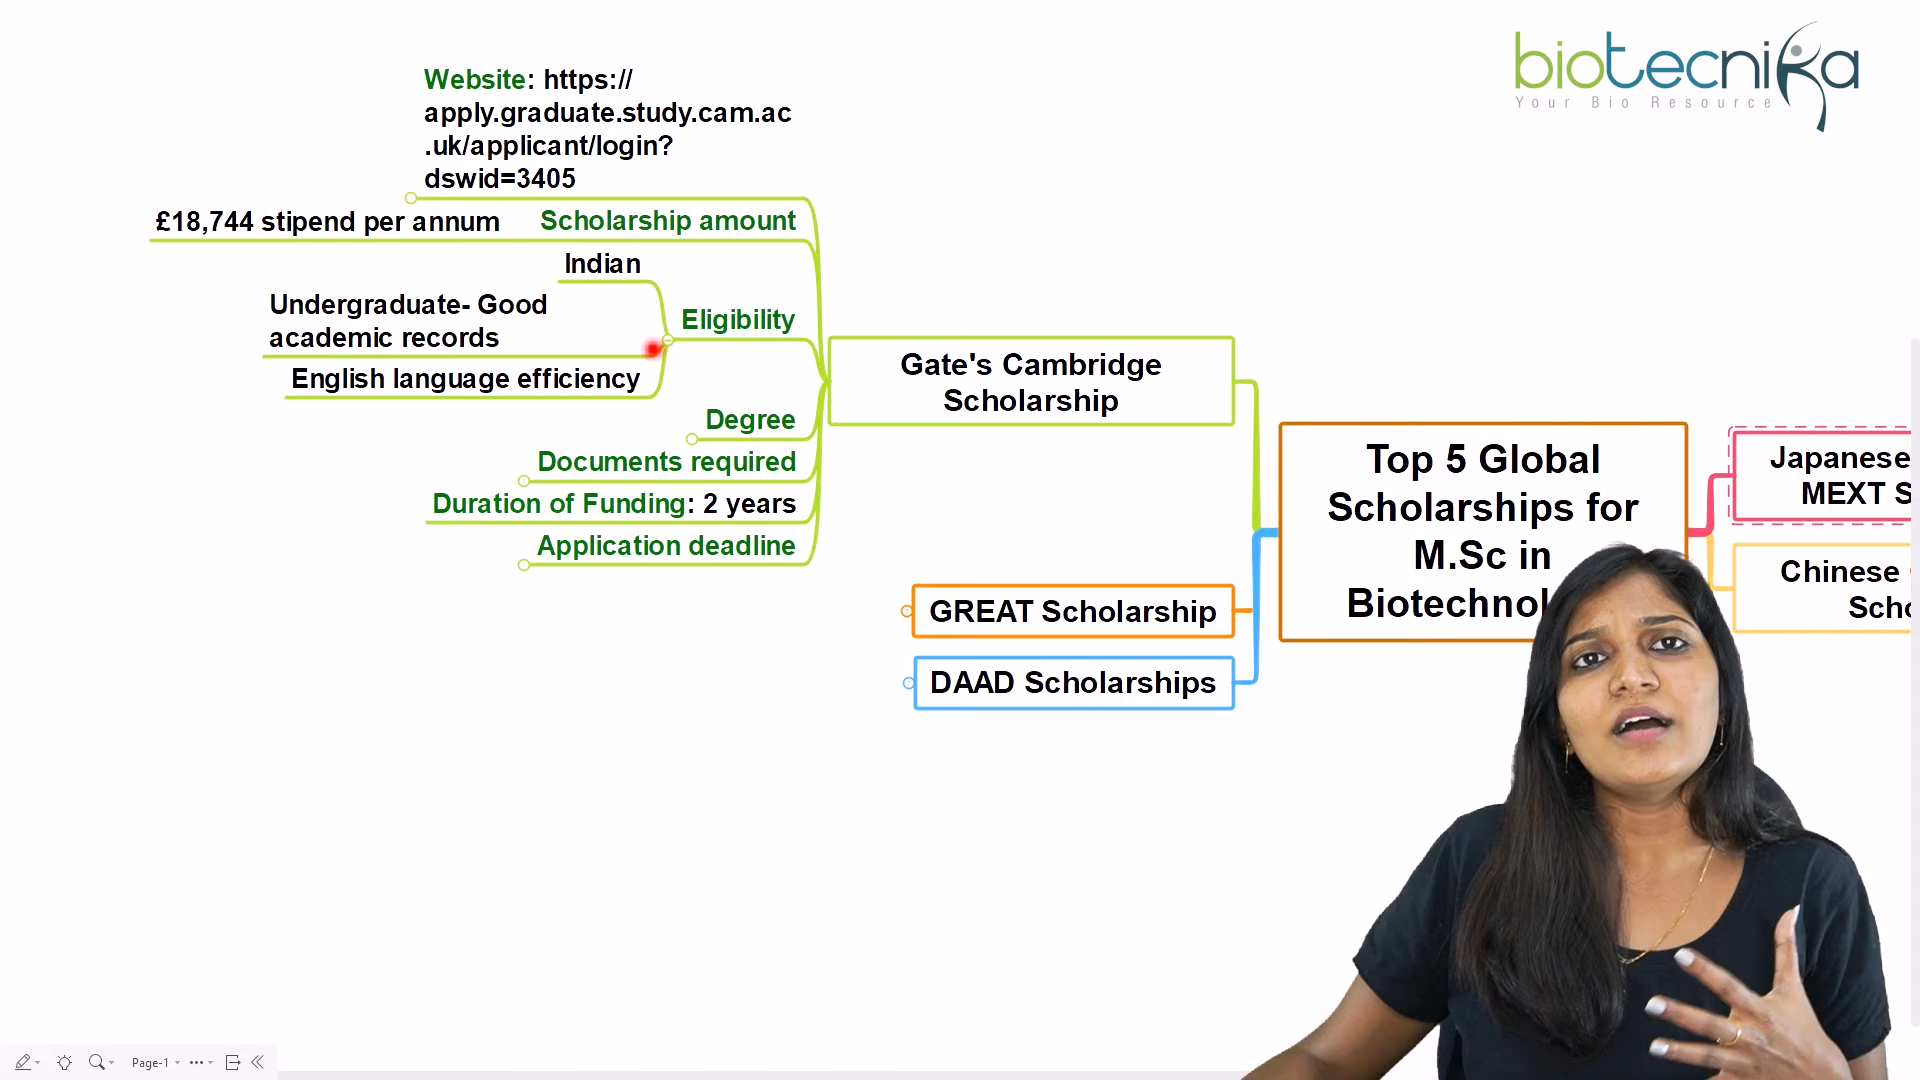 biotecnika
Your Bio Resource
Website: https://
apply.graduate.study.cam.ac
.uk/applicant/login?
dswid=3405
£18,744 stipend per annum
Scholarship amount
Indian
Undergraduate- Good
academic records
English language efficiency
Eligibility
Degree
Documents required
Duration of Funding: 2 years
Application deadline
Gate's Cambridge
Scholarship
GREAT Scholarship
DAAD Scholarships
Top 5 Global
Scholarships for
M.Sc in
Japanese
MEXT S
Chinese
Page-1